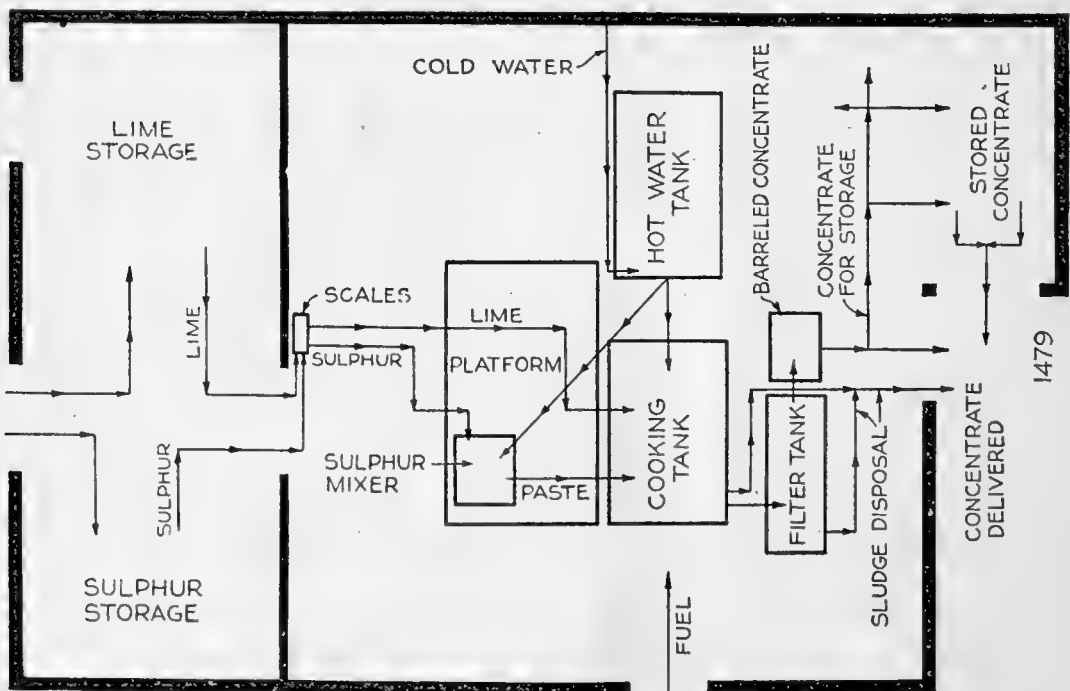 COLD WATER
LIME
STORAGE
HOT WATER
TANK
BARRELED CONCENTRATE
CONCENTRATE
FOR STORAGE
STORED
CONCENTRATE
SCALES
LIME
LIME
SULPHUR
PLATFORM
1479
SULPHUR
MIXER
PASTE
COOKING
TANK
FILTER TANK
SULPHUR
SLUDGE DISPOSAL
CONCENTRATE
DELIVERED
SULPHUR
STORAGE
FUEL